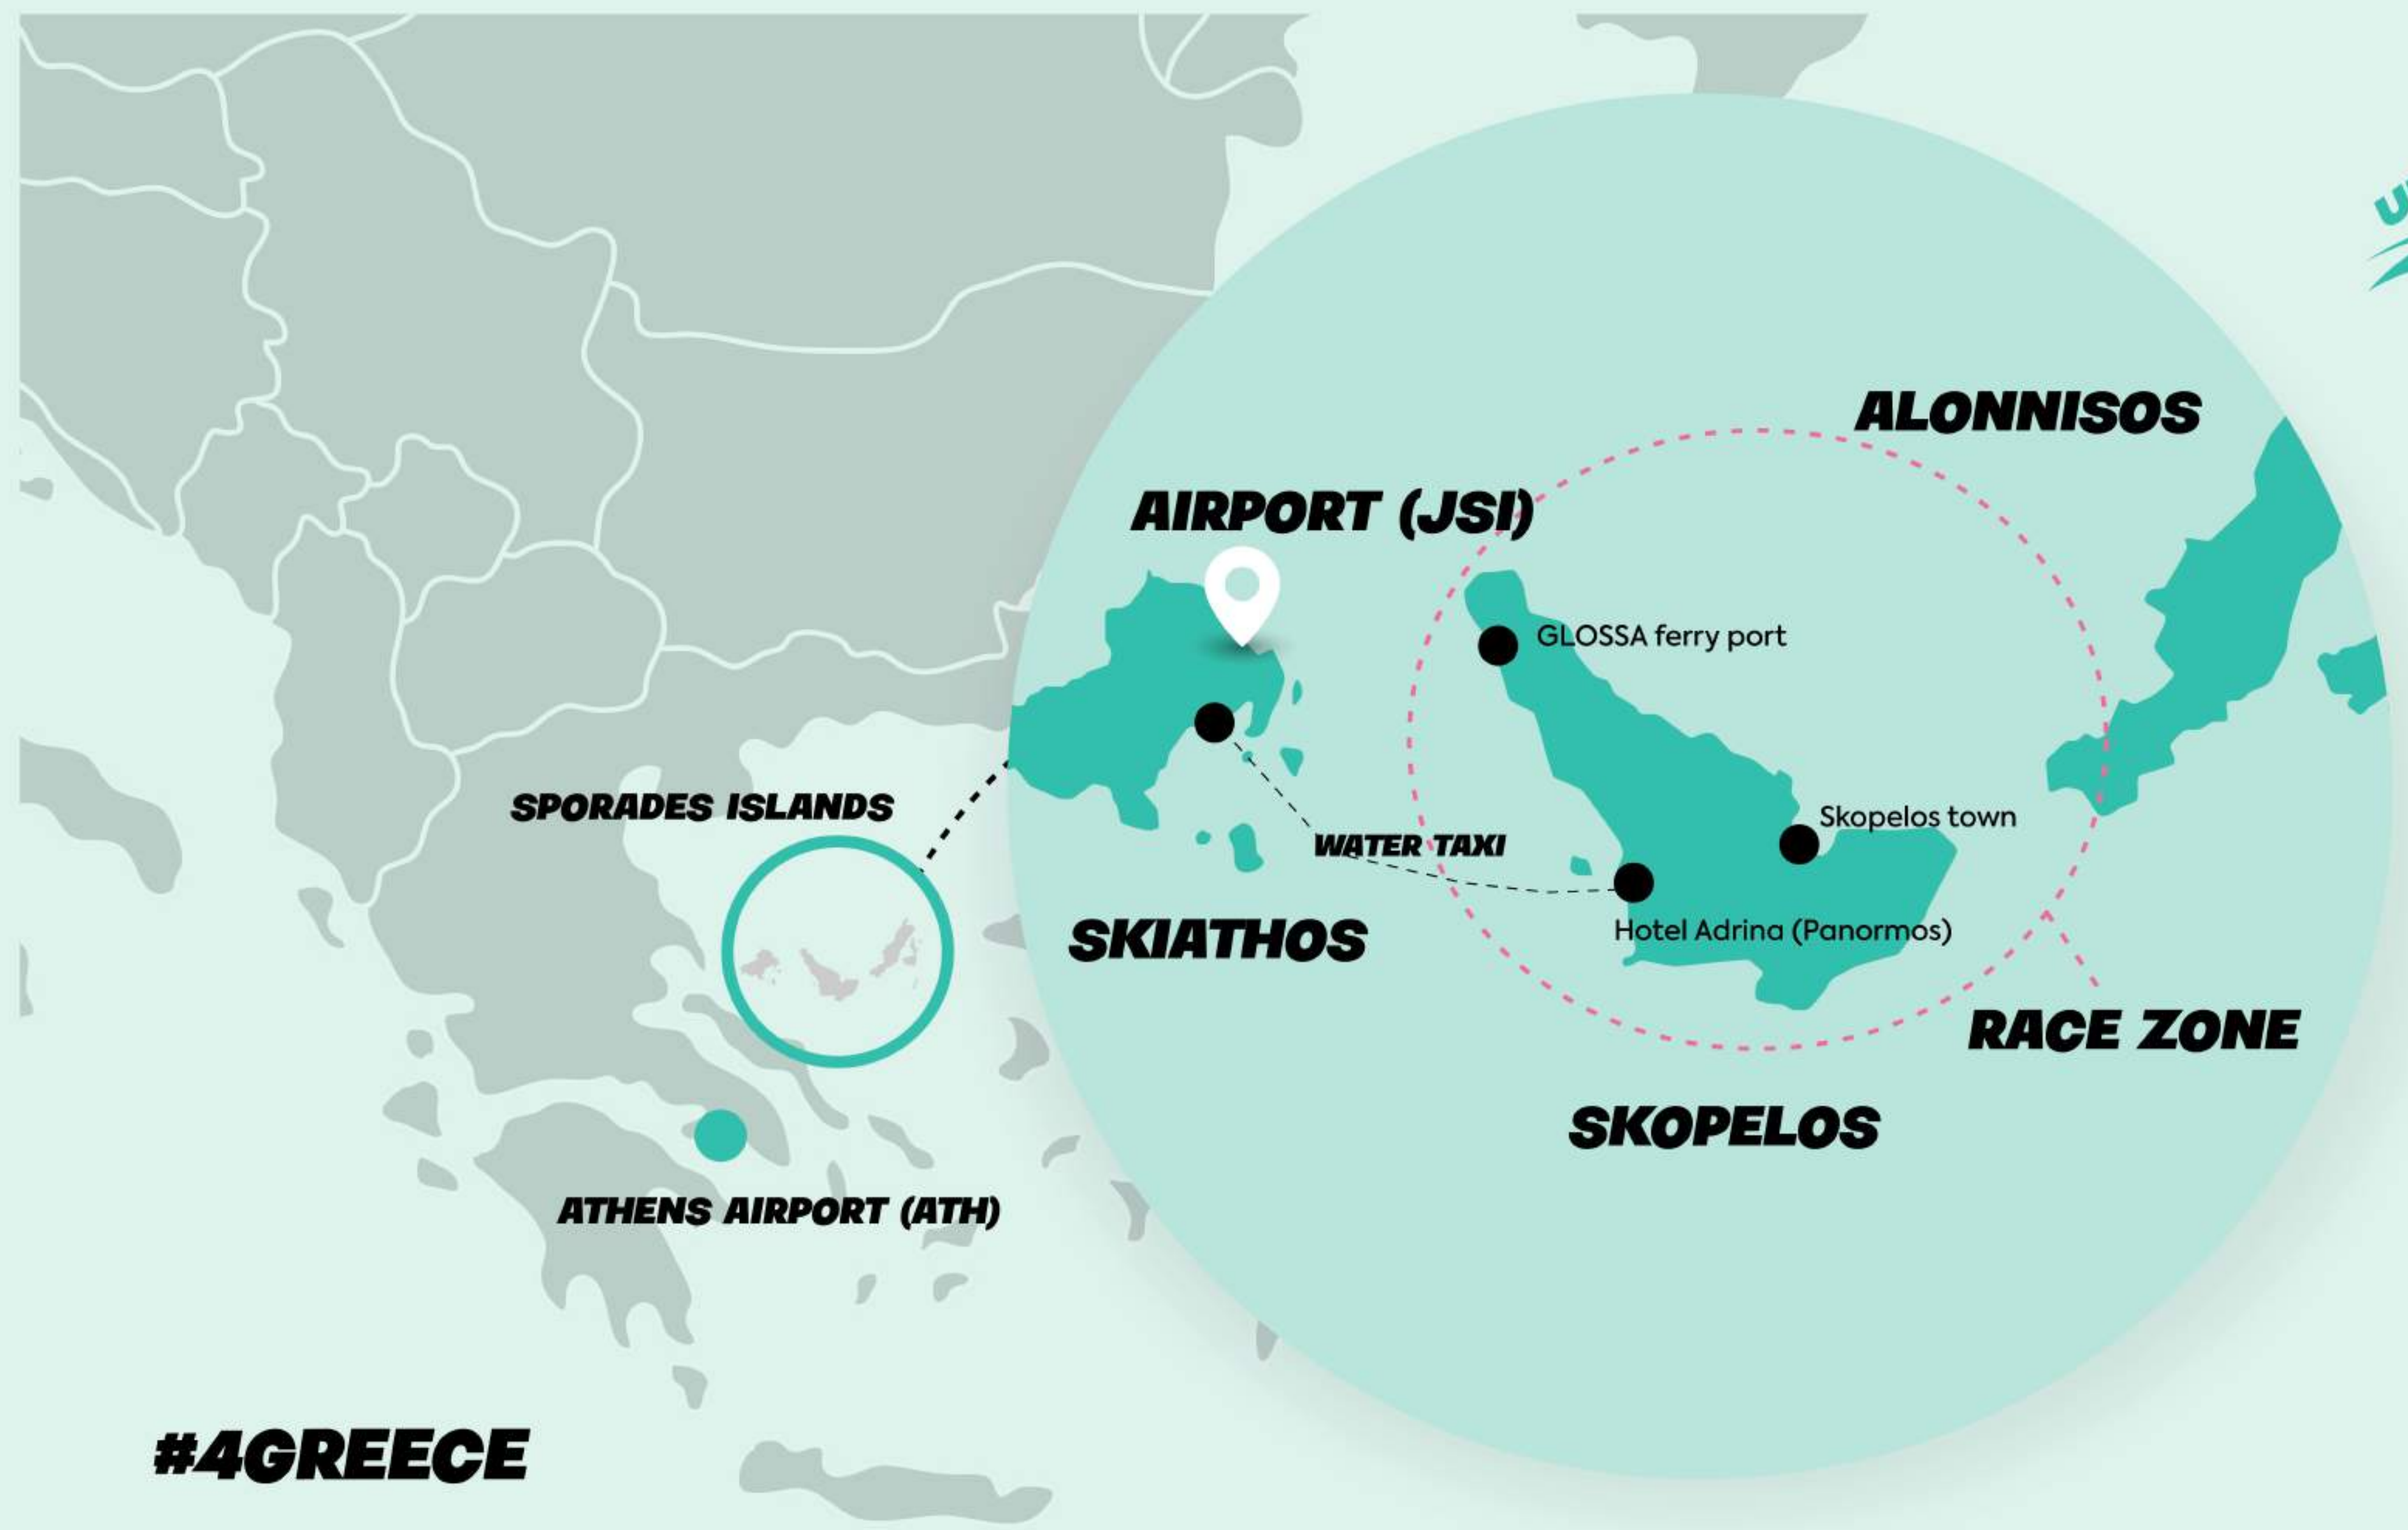 ALONNISOS
AIRPORT (JSI)
GLOSSA ferry port
SPORADES ISLANDS
Skopelos town
WATER TAXI
SKIATHOS
Hotel Adrina (Panormos)
RACE ZONE
SKOPELOS
ATHENS AIRPORT (ATH)
#4GREECE